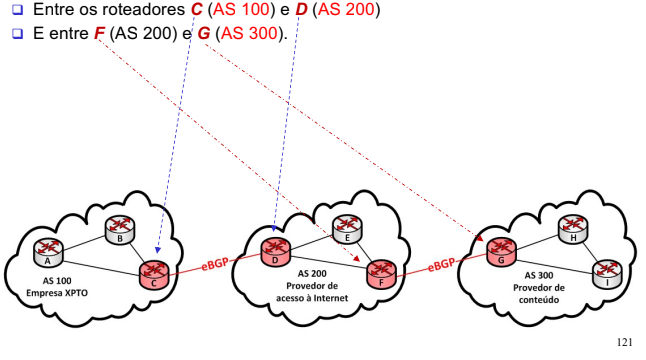 Entre os roteadores C (AS 100) e D (AS 200)
E entre F (AS 200) e G (AS 300).
A
B
C
AS 100
Empresa XPTO
eBGP
D
E
F
AS 200
Provedor de
acesso à Internet
eBGP
G
H
I
AS 300
Provedor de
conteúdo
121